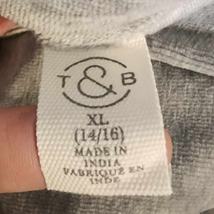 T & B
XL
(14/16)
MADE IN
INDIA
FABRIQUÉ EN
INDE